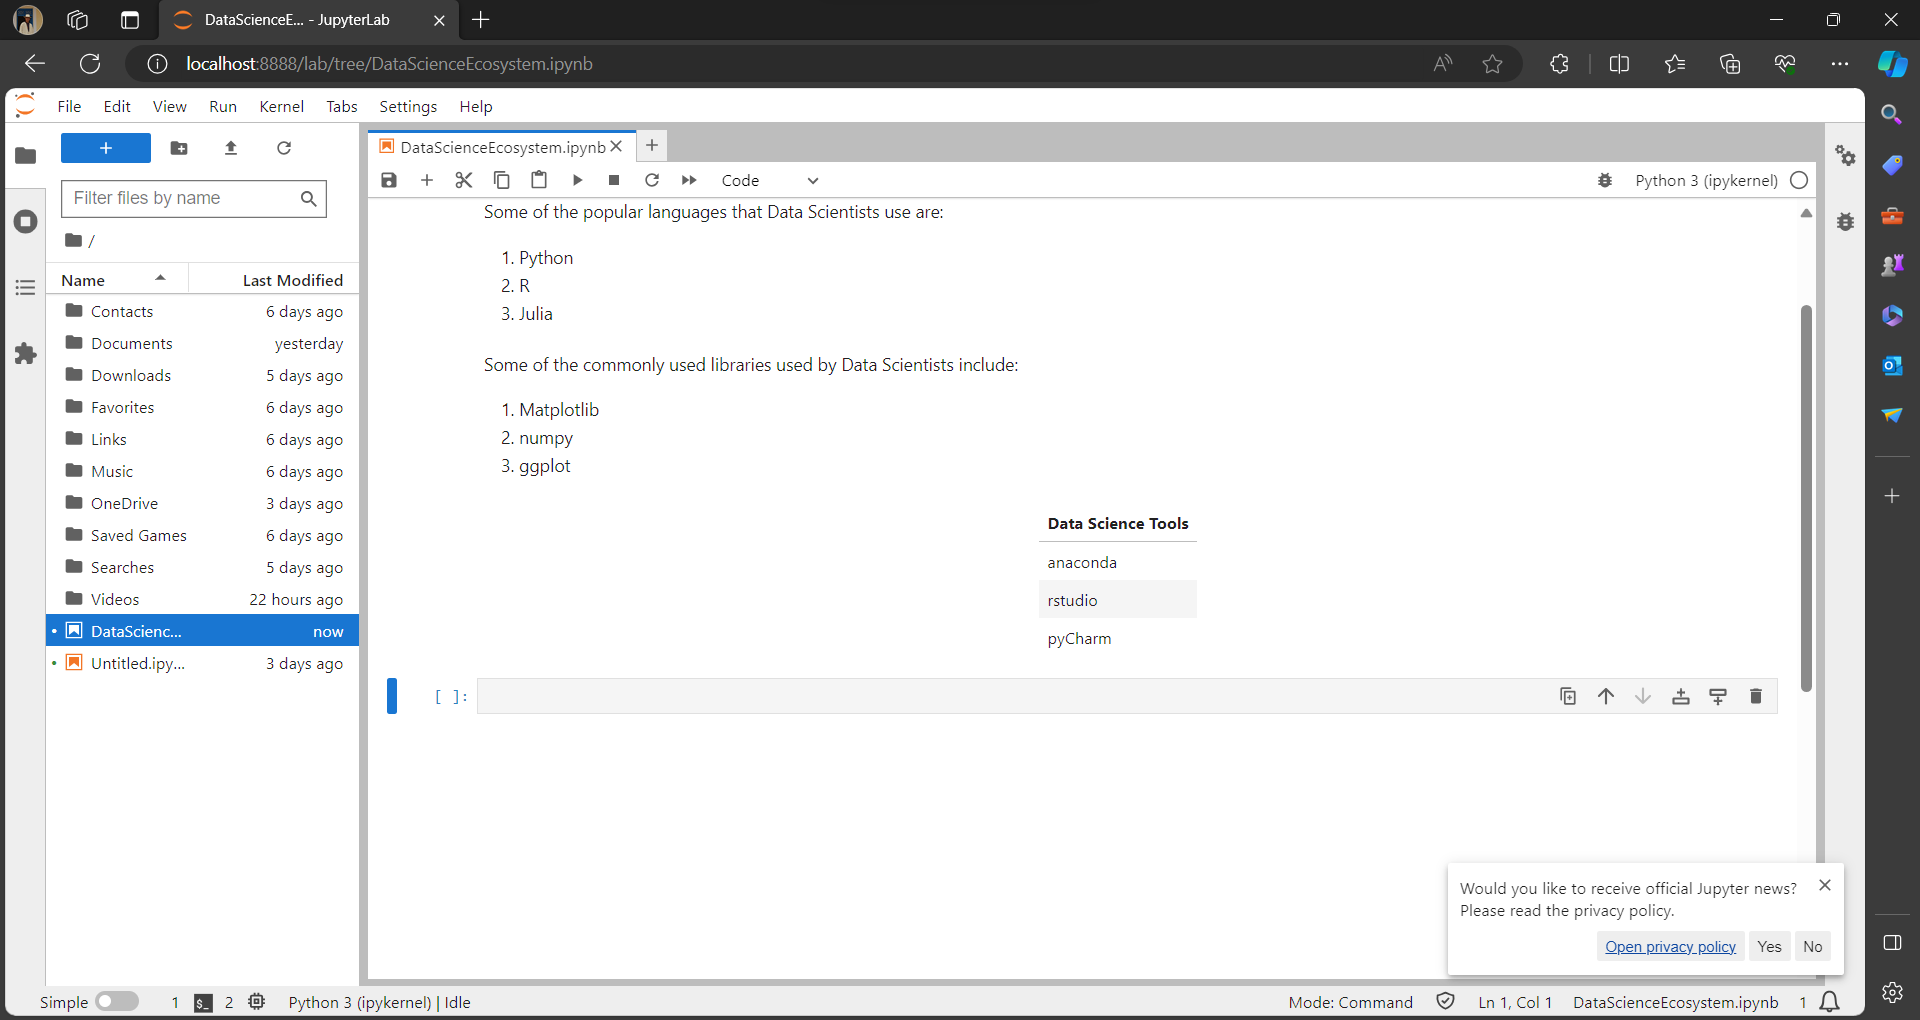 DataScienceE... - JupyterLab
localhost:8888/lab/tree/DataScienceEcosystem.ipynb
File Edit View Run Kernel Tabs Settings Help
DataScienceEcosystem.ipynb
Code
Python 3 (ipykernel)
Filter files by name
/
Name Last Modified
Contacts 6 days ago
Documents yesterday
Downloads 5 days ago
Favorites 6 days ago
Links 6 days ago
Music 6 days ago
OneDrive 3 days ago
Saved Games 6 days ago
Searches 5 days ago
Videos 22 hours ago
DataScienc... now
Untitled.ipy... 3 days ago
Some of the popular languages that Data Scientists use are:
1. Python
2. R
3. Julia
Some of the commonly used libraries used by Data Scientists include:
1. Matplotlib
2. numpy
3. ggplot
Data Science Tools
anaconda
rstudio
pyCharm
[ ]:
Would you like to receive official Jupyter news?
Please read the privacy policy.
Open privacy policy Yes No
Simple 1 2 Python 3 (ipykernel) | Idle Mode: Command Ln 1, Col 1 DataScienceEcosystem.ipynb 1